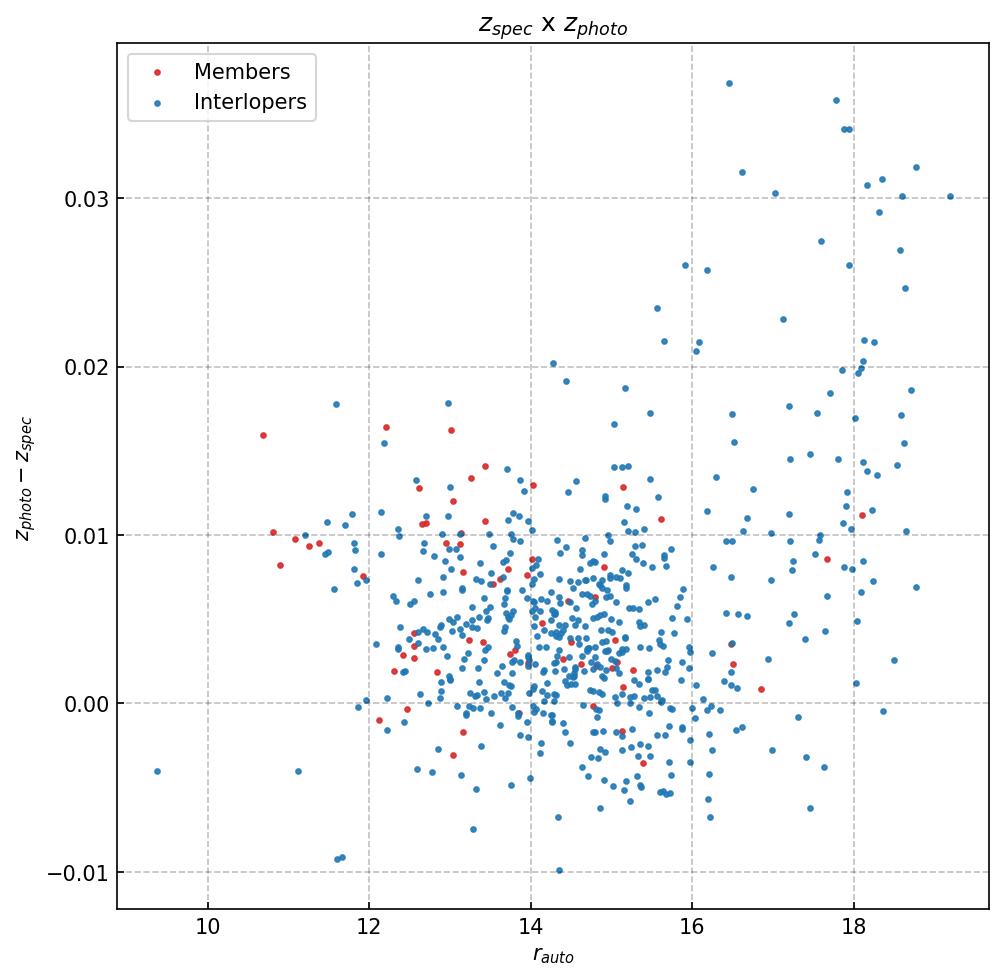 z_spec x z_photo
Members
Interlopers
z_photo − z_spec
0.03
0.02
0.01
0.00
−0.01
10 12 14 16 18
r_auto